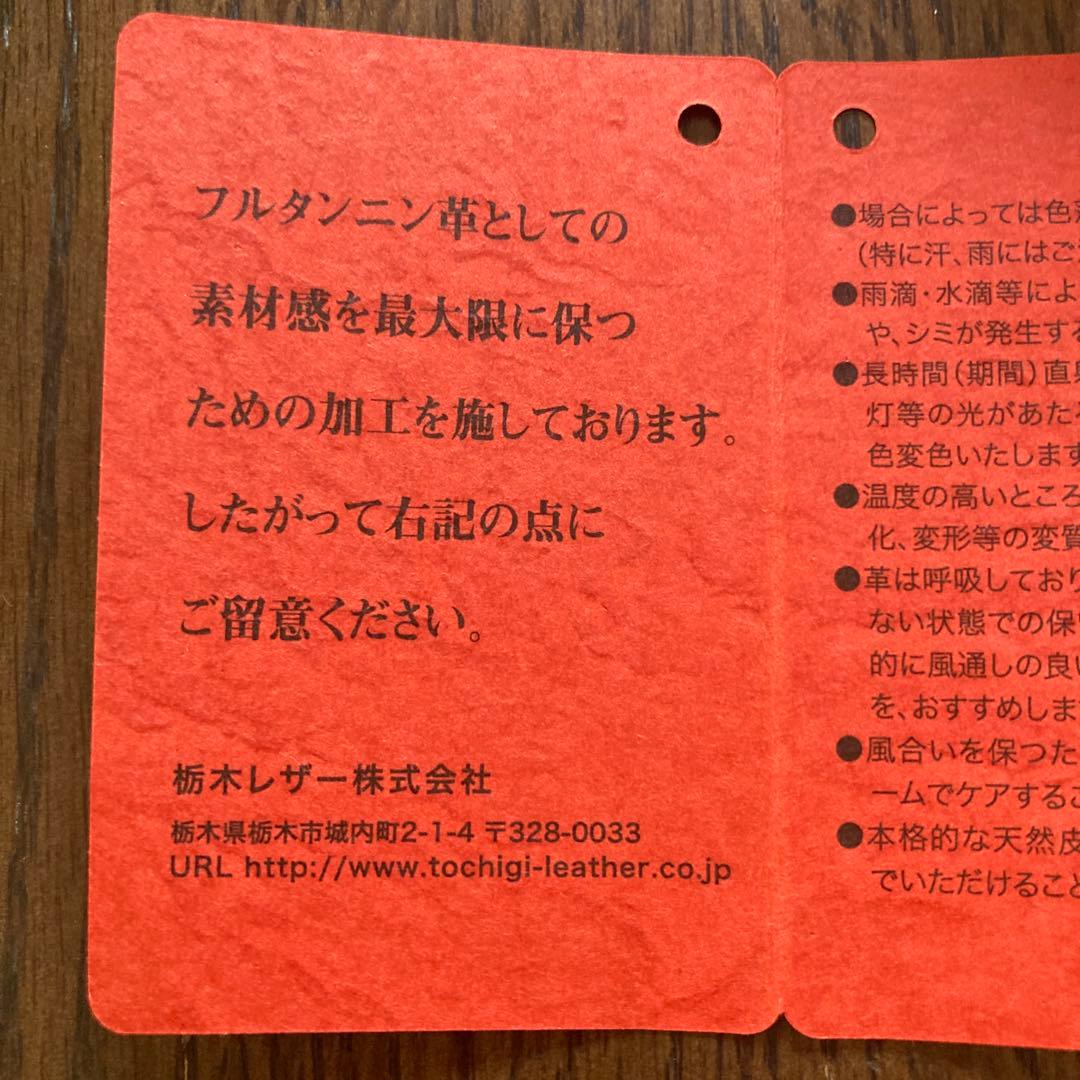 フルタンニン革としての
素材感を最大限に保つ
ための加工を施しております。
したがって右記の点に
ご留意ください。
栃木レザー株式会社
栃木県栃木市城内町2-1-4 〒328-0033
URL http://www.tochigi-leather.co.jp
●場合によっては色
（特に汗、雨にはご
●雨滴・水滴等によ
や、シミが発生する
●長時間（期間）直
灯等の光があた
色変色いたします
●温度の高いところ
化、変形等の変質
●革は呼吸しており
ない状態での保
的に風通しの良い
を、おすすめしま
●風合いを保つた
ームでケアするこ
●本格的な天然皮
でいただけること